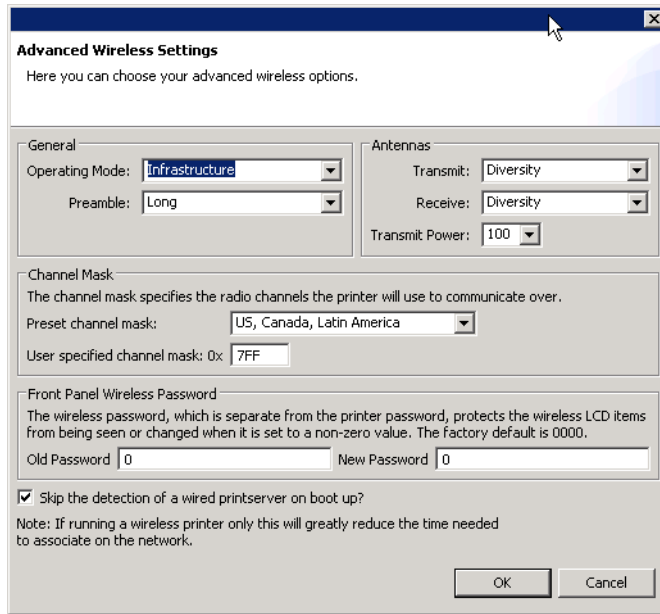 Advanced Wireless Settings
Here you can choose your advanced wireless options.
General
Operating Mode: Infrastructure
Preamble: Long
Antennas
Transmit: Diversity
Receive: Diversity
Transmit Power: 100
Channel Mask
The channel mask specifies the radio channels the printer will use to communicate over.
Preset channel mask: US, Canada, Latin America
User specified channel mask: 0x 7FF
Front Panel Wireless Password
The wireless password, which is separate from the printer password, protects the wireless LCD items
from being seen or changed when it is set to a non-zero value. The factory default is 0000.
Old Password 0 New Password 0
Skip the detection of a wired printserver on boot up?
Note: If running a wireless printer only this will greatly reduce the time needed
to associate on the network.
OK Cancel